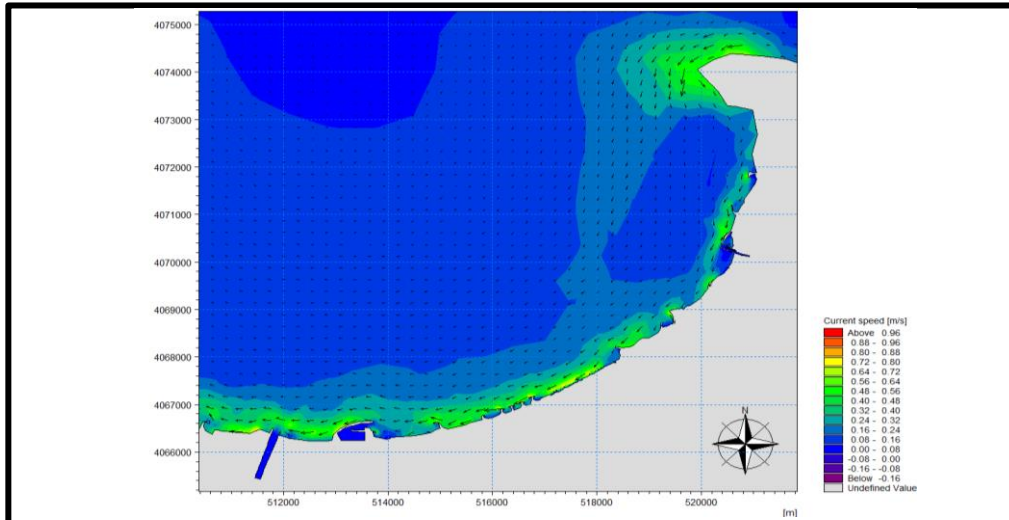 4075000
4074000
4073000
4072000
4071000
4070000
4069000
4068000
4067000
4066000
512000 514000 516000 518000 520000
[m]
N
Current speed [m/s]
Above 0.96
0.88 - 0.96
0.80 - 0.88
0.72 - 0.80
0.64 - 0.72
0.56 - 0.64
0.48 - 0.56
0.40 - 0.48
0.32 - 0.40
0.24 - 0.32
0.16 - 0.24
0.08 - 0.16
0.00 - 0.08
-0.08 - 0.00
-0.16 - -0.08
Below -0.16
Undefined Value